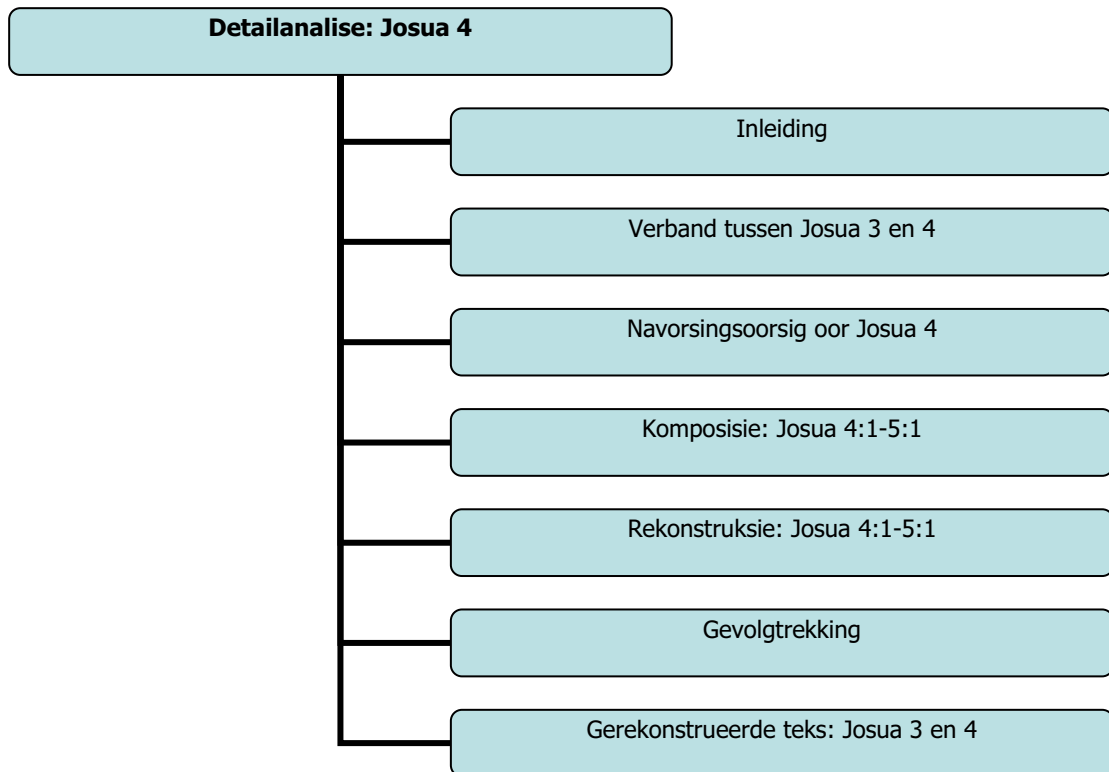 Detailanalise: Josua 4
Inleiding
Verband tussen Josua 3 en 4
Navorsingsoorsig oor Josua 4
Komposisie: Josua 4:1-5:1
Rekonstruksie: Josua 4:1-5:1
Gevolgtrekking
Gerekonstrueerde teks: Josua 3 en 4